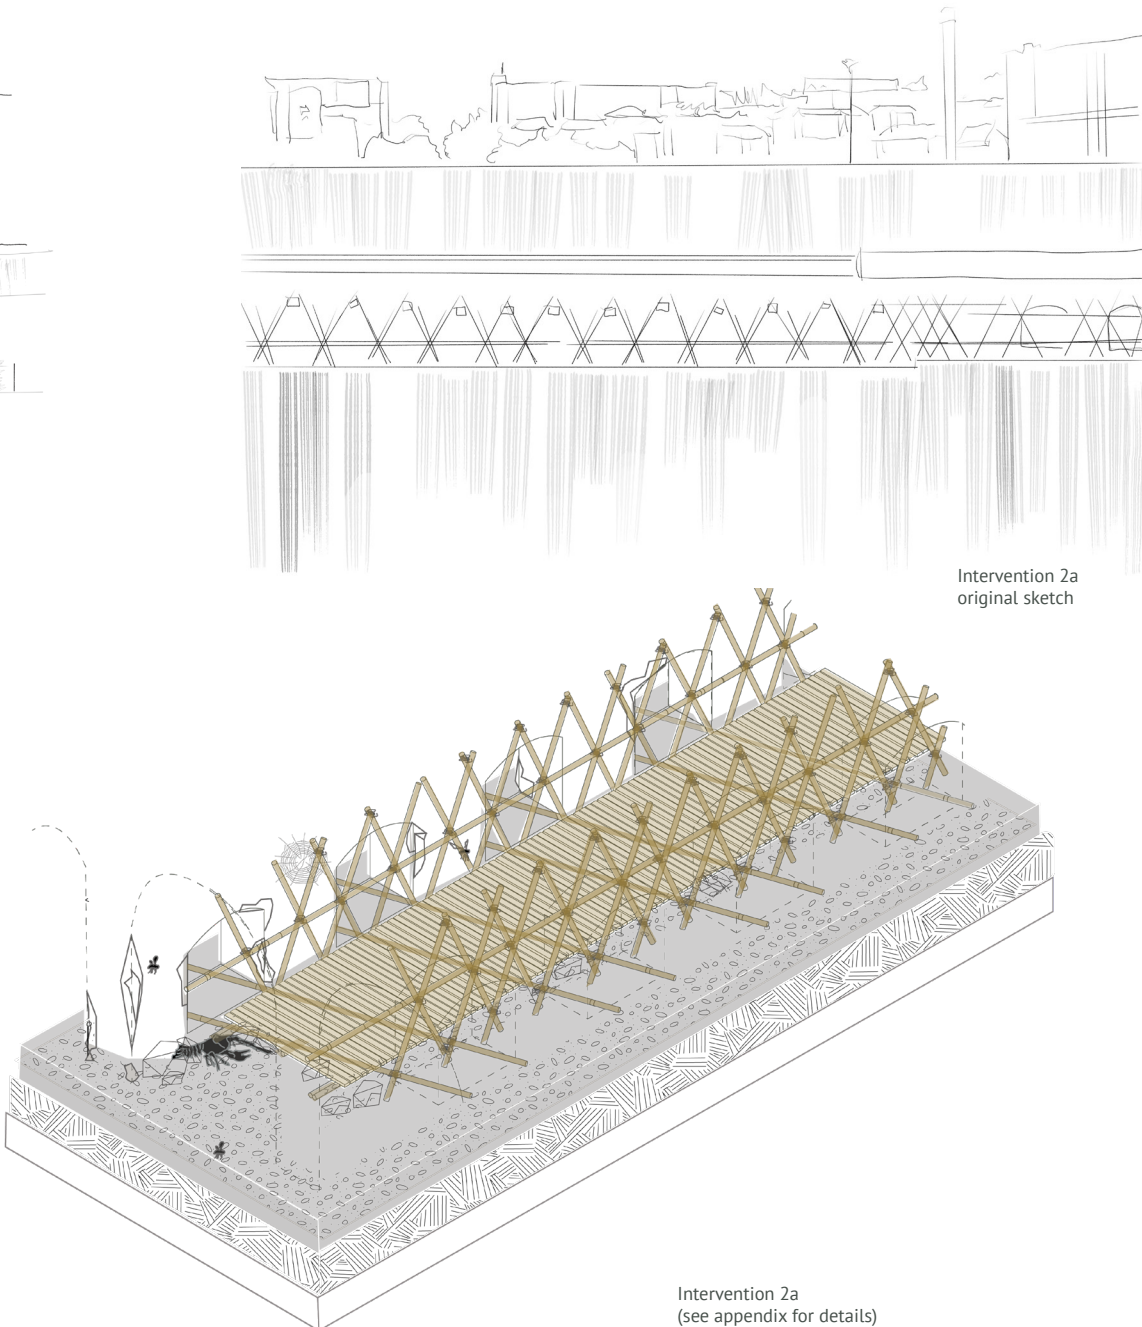 Intervention 2a
original sketch
Intervention 2a
(see appendix for details)